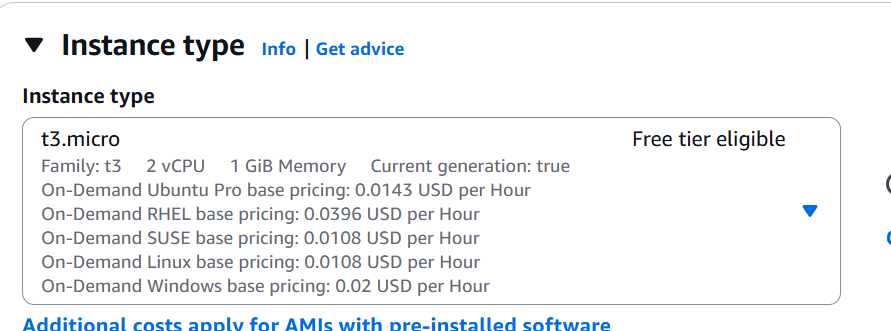 Instance type Info | Get advice
Instance type
t3.micro Free tier eligible
Family: t3 2 vCPU 1 GiB Memory Current generation: true
On-Demand Ubuntu Pro base pricing: 0.0143 USD per Hour
On-Demand RHEL base pricing: 0.0396 USD per Hour
On-Demand SUSE base pricing: 0.0108 USD per Hour
On-Demand Linux base pricing: 0.0108 USD per Hour
On-Demand Windows base pricing: 0.02 USD per Hour
Additional costs apply for AMIs with pre-installed software